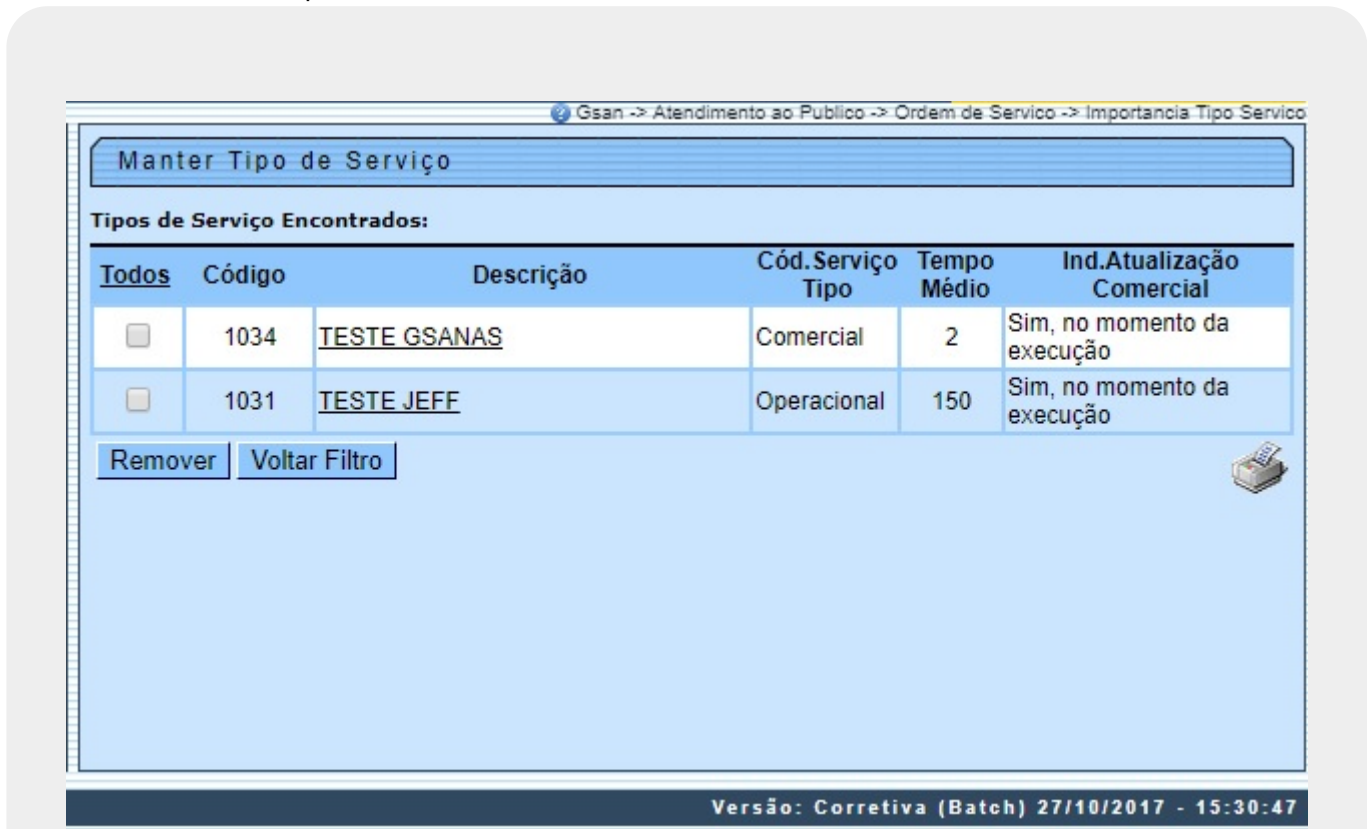 Gsan -> Atendimento ao Publico -> Ordem de Servico -> Importancia Tipo Servico
Manter Tipo de Serviço
Tipos de Serviço Encontrados:
Todos Código Descrição Cód.Serviço Tipo Tempo Médio Ind.Atualização Comercial
1034 TESTE GSANAS Comercial 2 Sim, no momento da execução
1031 TESTE JEFF Operacional 150 Sim, no momento da execução
Remover Voltar Filtro
Versão: Corretiva (Batch) 27/10/2017 - 15:30:47